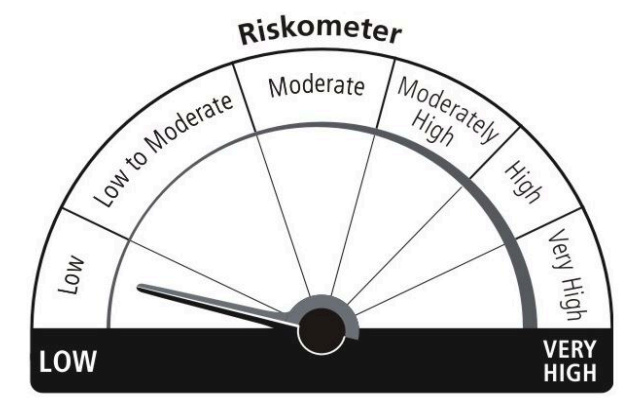 Riskometer
Low
Low to Moderate
Moderate
Moderately
High
High
Very High
LOW
VERY
HIGH